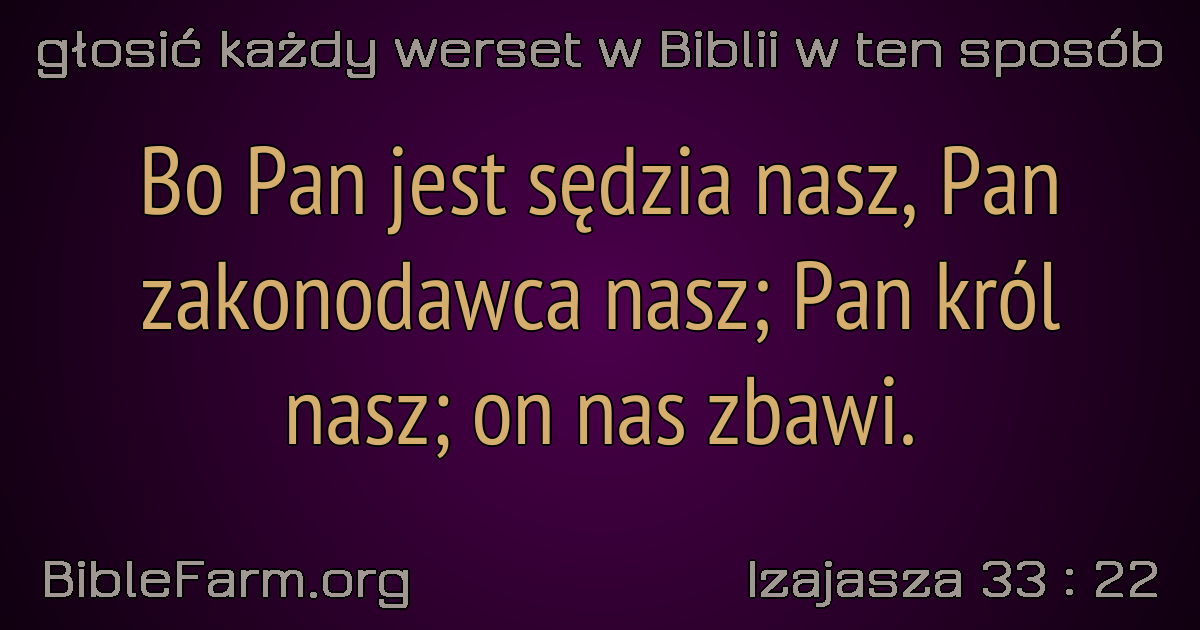 głosić każdy werset w Biblii w ten sposób
Bo Pan jest sędzia nasz, Pan
zakonodawca nasz; Pan król
nasz; on nas zbawi.
BibleFarm.org
Izajasza 33 : 22